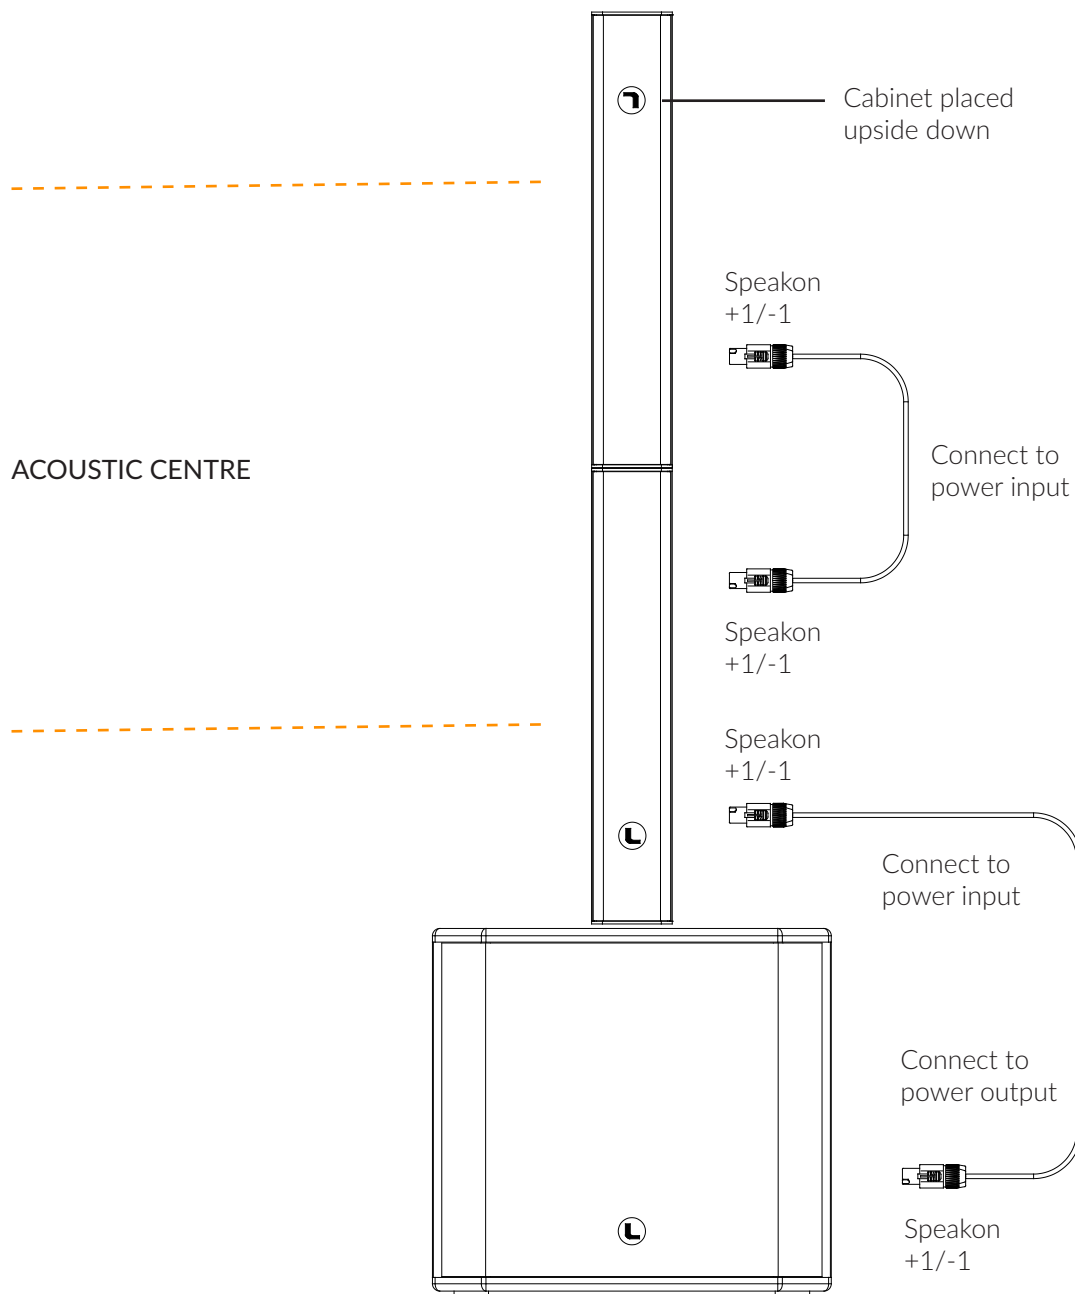 Cabinet placed
upside down
Speakon
+1/-1
ACOUSTIC CENTRE
Connect to
power input
Speakon
+1/-1
Speakon
+1/-1
Connect to
power input
Connect to
power output
Speakon
+1/-1